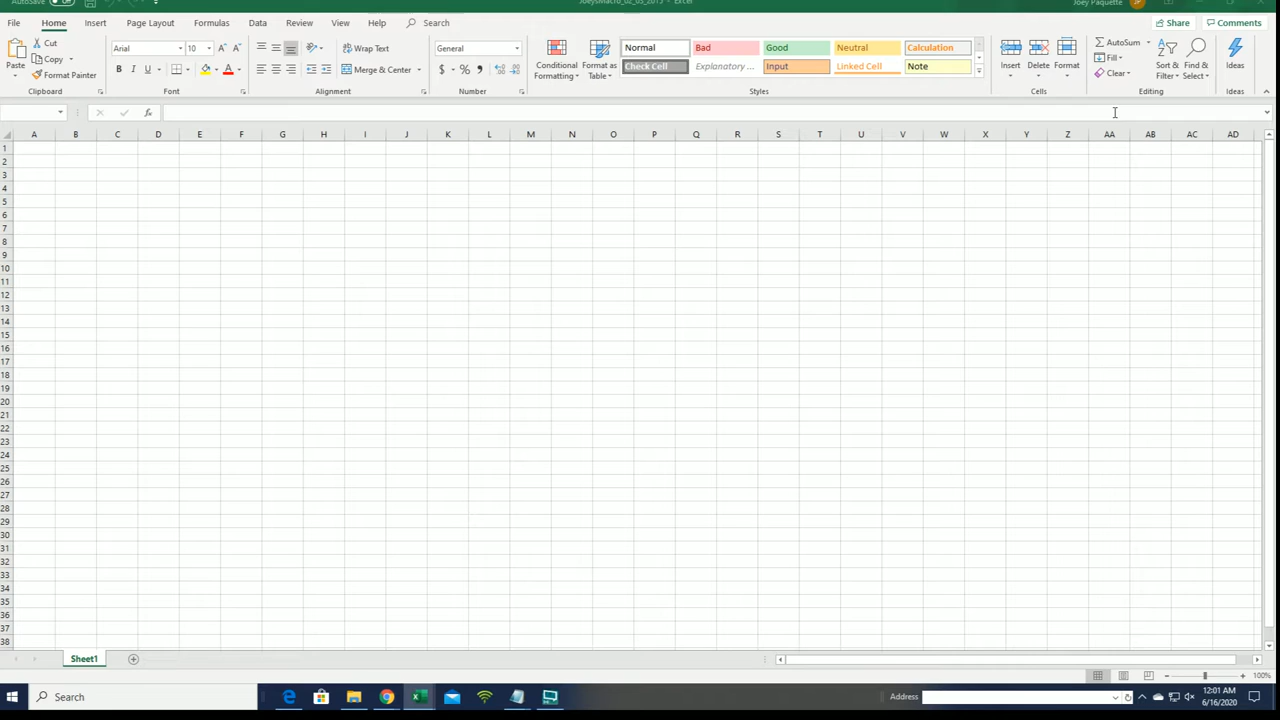 AutoSave Off JoeysMacro_02_03_2015 - Excel Joey Paquette JP
File Home Insert Page Layout Formulas Data Review View Help Search Share Comments
Paste Cut Copy Format Painter
Clipboard
Arial 10 A A
B I U A
Font
Wrap Text
Merge & Center
Alignment
General
$ % ,
Number
Conditional Formatting
Format as Table
Normal Bad Good Neutral Calculation
Check Cell Explanatory ... Input Linked Cell Note
Styles
Insert Delete Format
Cells
AutoSum
Fill
Clear
Sort & Filter
Find & Select
Editing
Ideas
Ideas
fx
A B C D E F G H I J K L M N O P Q R S T U V W X Y Z AA AB AC AD
1
2
3
4
5
6
7
8
9
10
11
12
13
14
15
16
17
18
19
20
21
22
23
24
25
26
27
28
29
30
31
32
33
34
35
36
37
38
Sheet1
100%
Search Address 12:01 AM
6/16/2020